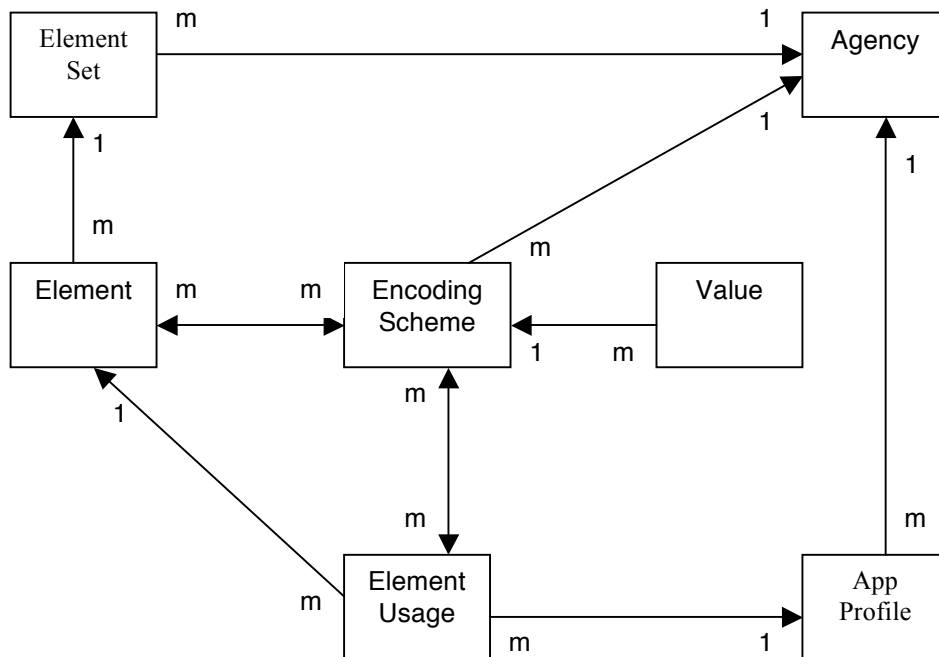 m
1
Element
Set
Agency
1
1
1
m
m
Element
m
m
Encoding
Scheme
Value
1
m
m
1
m
m
m
Element
Usage
App
Profile
m
1